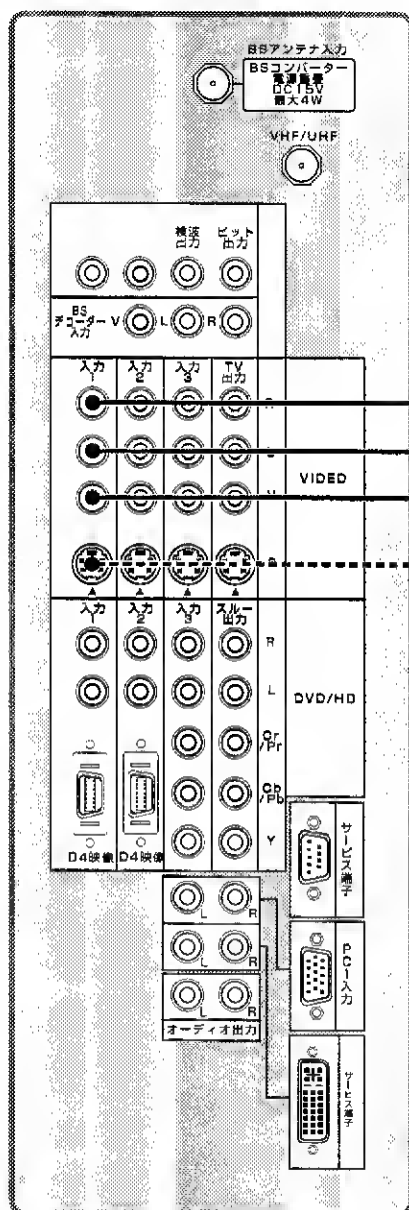 BSアンテナ入力
BSコンバーター
電源重畳
DC15V
最大4W
VHF/UHF
検波
出力
ビット
出力
BS
デコーダー
入力
V
L
R
入力
1
入力
2
入力
3
TV
出力
VIDEO
入力
1
入力
2
入力
3
スルー
出力
R
L
Cr
/Pr
Cb
/Pb
Y
DVD/HD
D4映像
D4映像
サービス端子
L
R
L
R
L
R
オーディオ出力
PC1入力
サービス端子